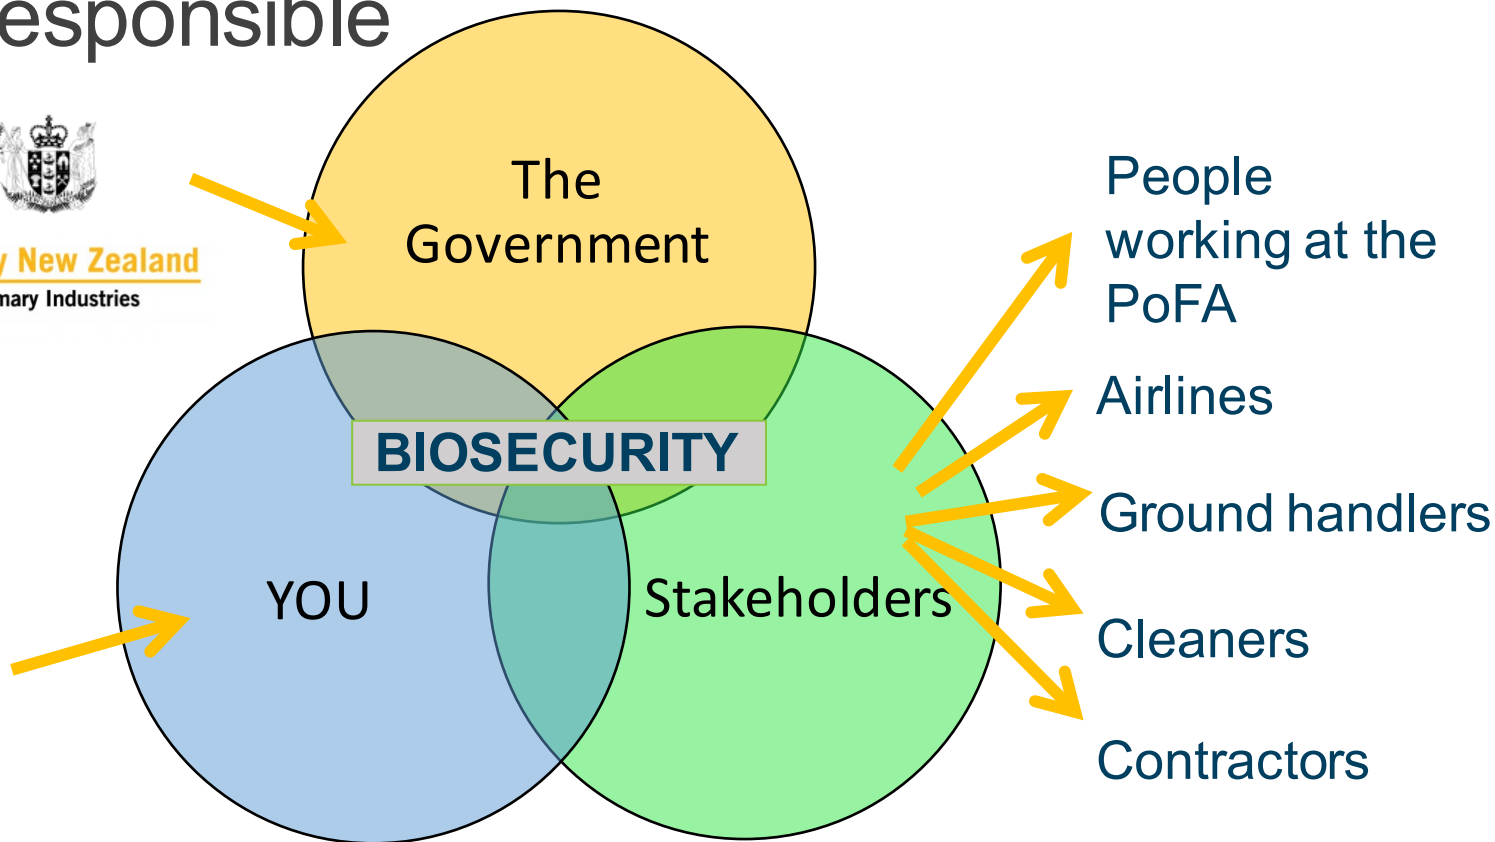 esponsible
The
Government
y New Zealand
mary Industries
BIOSECURITY
YOU
Stakeholders
People
working at the
PoFA
Airlines
Ground handlers
Cleaners
Contractors